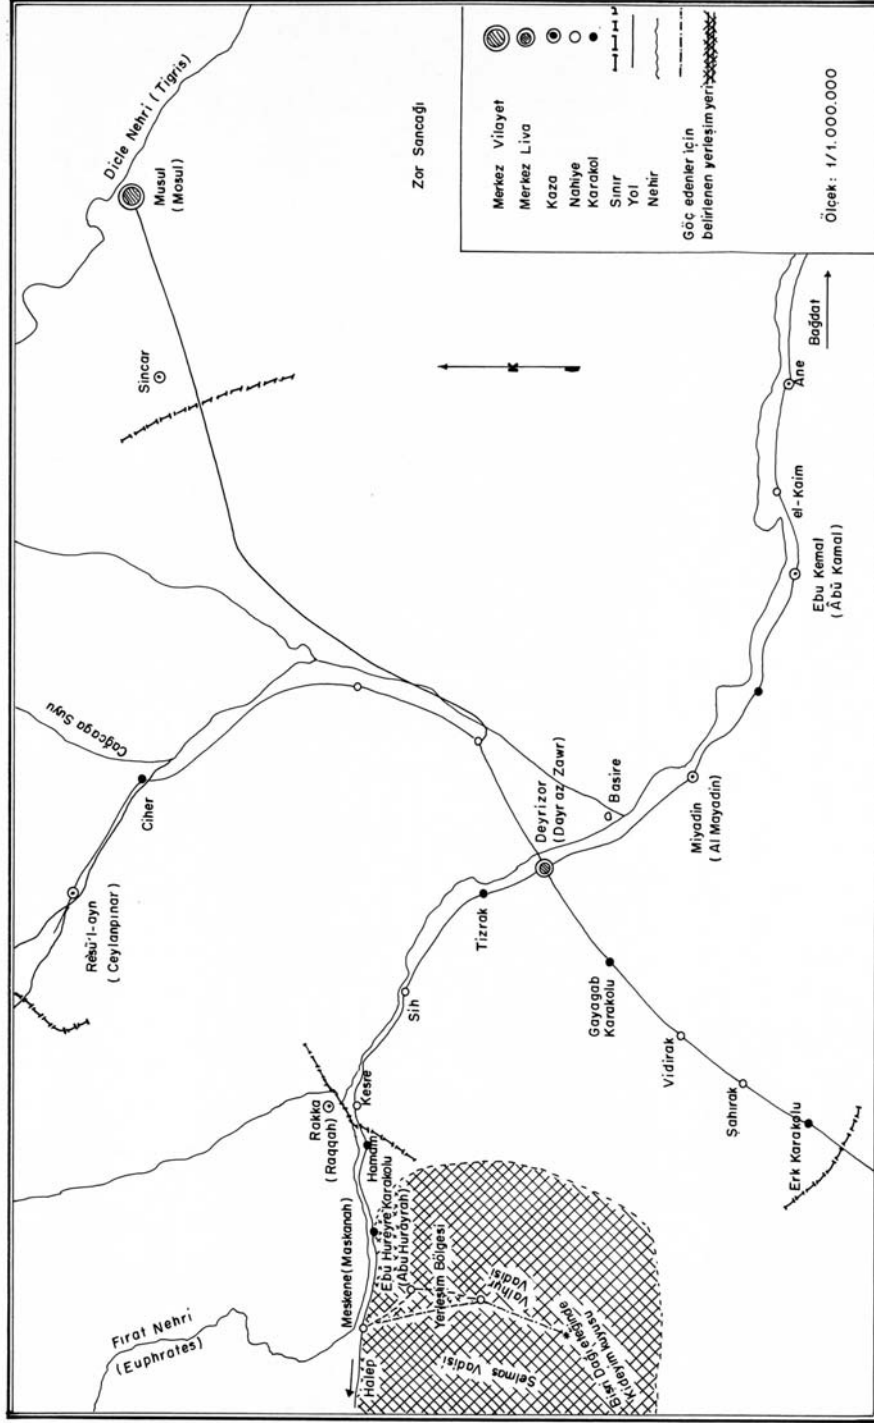 Dicle Nehri (Tigris)
Musul
(Mosul)
Zor Sancağı
Sincar
Cağcağa Suyu
Ciher
Resü'l-ayn
(Ceylanpınar)
Fırat Nehri
(Euphrates)
Rakka
(Raqqah)
Kesre
Hamam
Sih
Tizrak
Deyrizor
(Dayr az Zawr)
Basire
Miyadin
(Al Mayadin)
Ebu Kemal
(Âbü Kamal)
el-Kaim
Ane
Bağdat
K
Gayagab
Karakolu
Vidirak
Şahırak
Erk Karakolu
Meskene (Maskanah)
Ebü Hureyre Karakolu
(Abü Hurayrah)
Halep
Yerleşim Bölgesi
Valhur
Vadisi
Selmas
Vadisi
Bişri Dağı eteğinde
Kideyim kuyusu
Merkez Vilayet
Merkez Liva
Kaza
Nahiye
Karakol
Sınır
Yol
Nehir
Göç edenler için
belirlenen yerleşim yeri
Ölçek: 1/1.000.000